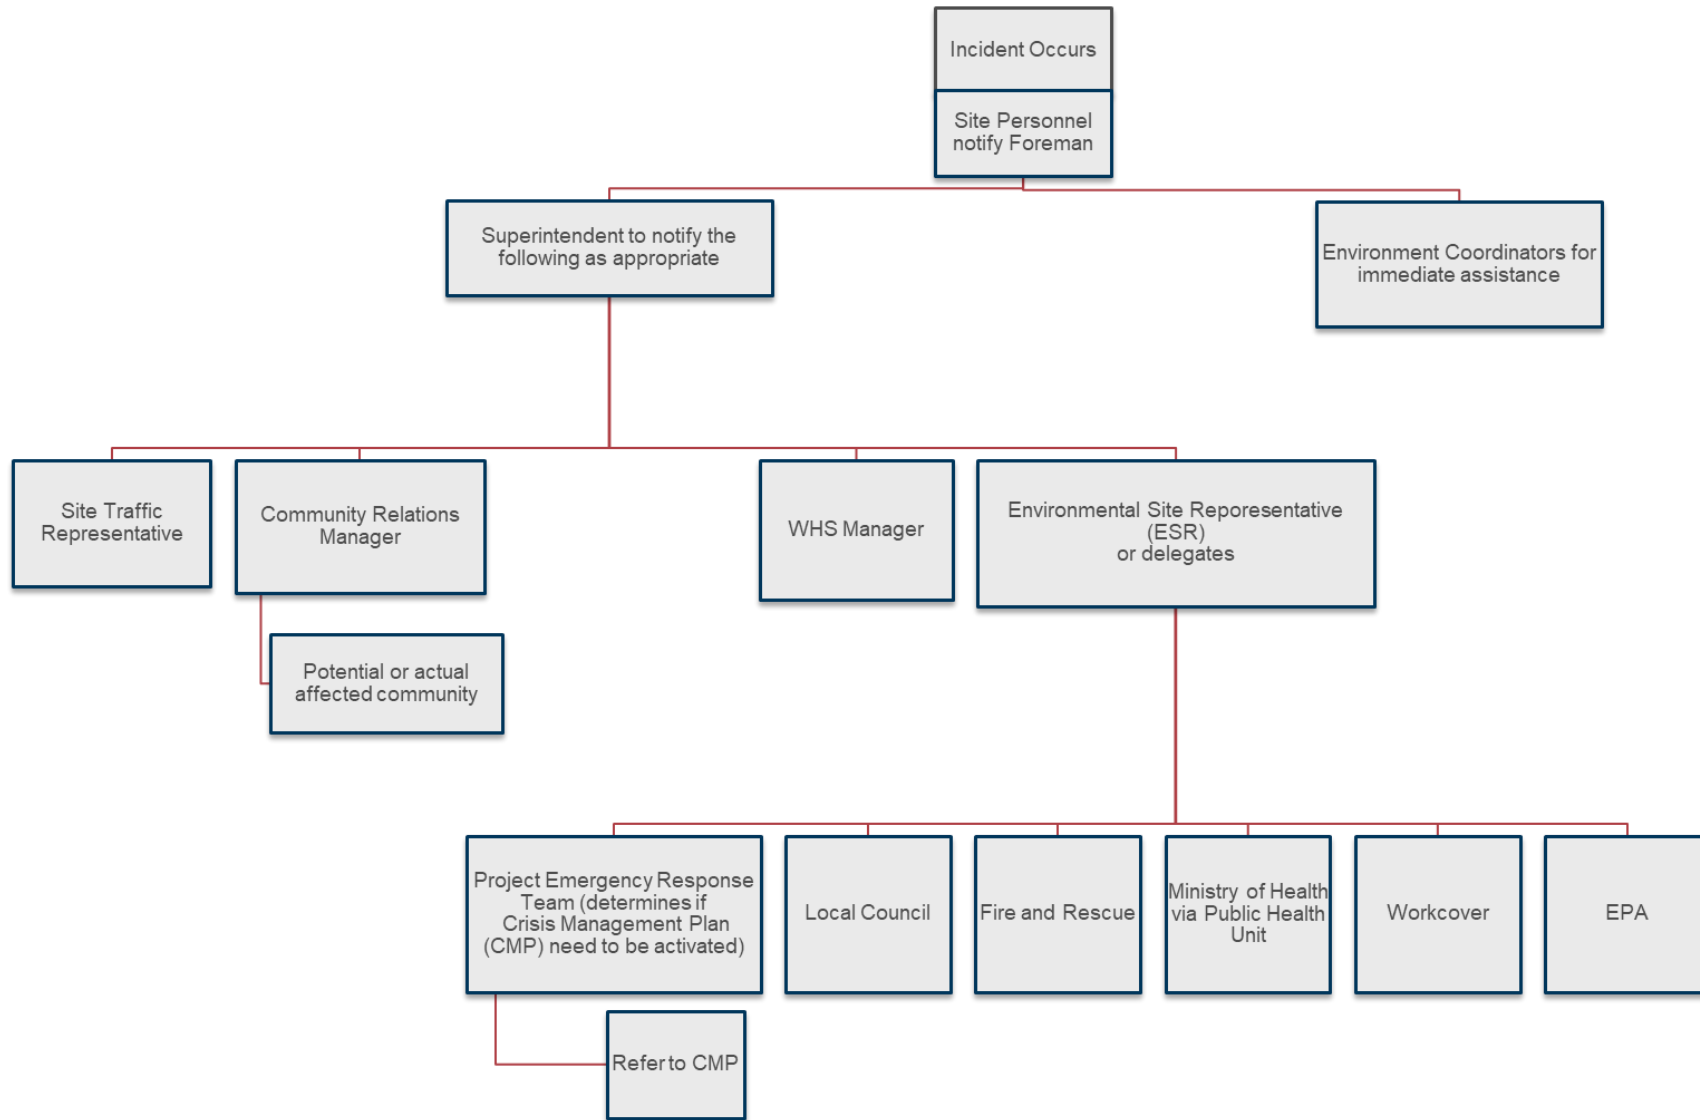 Incident Occurs
Site Personnel
notify Foreman
Superintendent to notify the
following as appropriate
Environment Coordinators for
immediate assistance
Site Traffic
Representative
Community Relations
Manager
WHS Manager
Environmental Site Reporesentative
(ESR)
or delegates
Potential or actual
affected community
Project Emergency Response
Team (determines if
Crisis Management Plan
(CMP) need to be activated)
Local Council
Fire and Rescue
Ministry of Health
via Public Health
Unit
Workcover
EPA
Refer to CMP